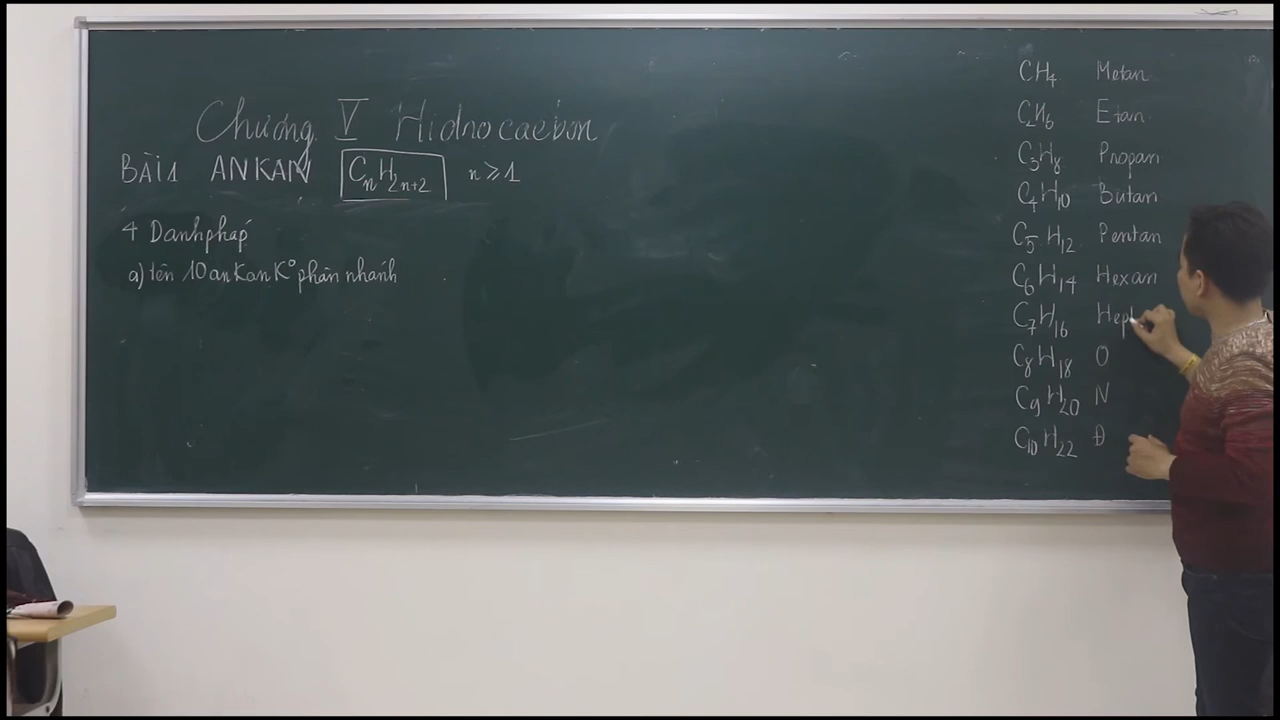 Chương V Hidrocacbon
BÀI 1 ANKAN CnH2n+2 n ≥ 1
4 Danh pháp
a) tên 10 ankan K° phân nhánh
CH4 Metan
C2H6 Etan
C3H8 Propan
C4H10 Butan
C5H12 Pentan
C6H14 Hexan
C7H16 Hept
C8H18 O
C9H20 N
C10H22 Đ